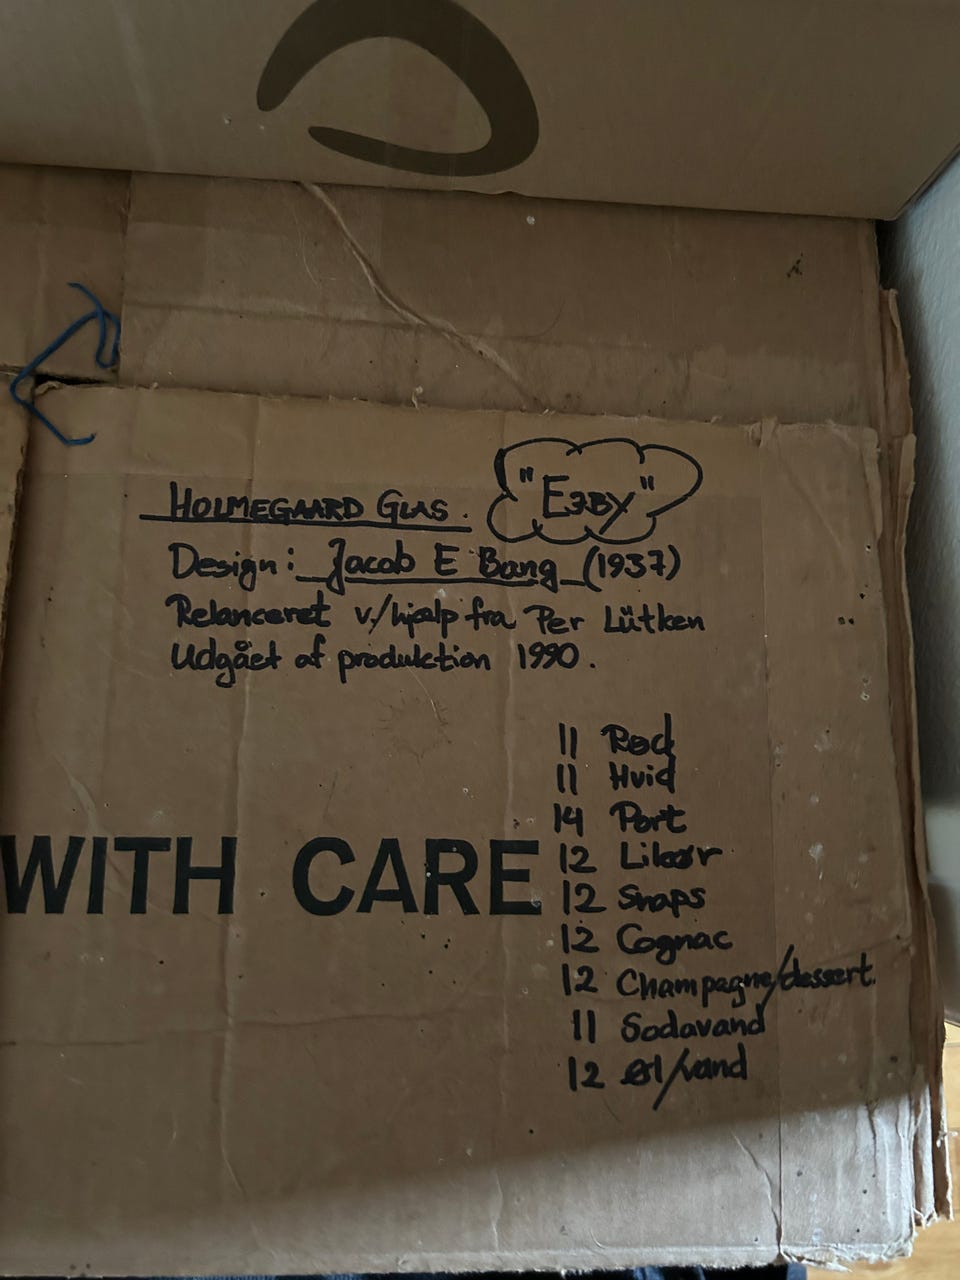 HOLMEGAARD GLAS. "EJBY"
Design: Jacob E Bang (1937)
Relanceret v/hjælp fra Per Lütken
Udgået af produktion 1990.
11 Rød
11 Hvid
14 Port
12 Likør
12 Snaps
12 Cognac
12 Champagne/dessert.
11 Sodavand
12 øl/vand
WITH CARE